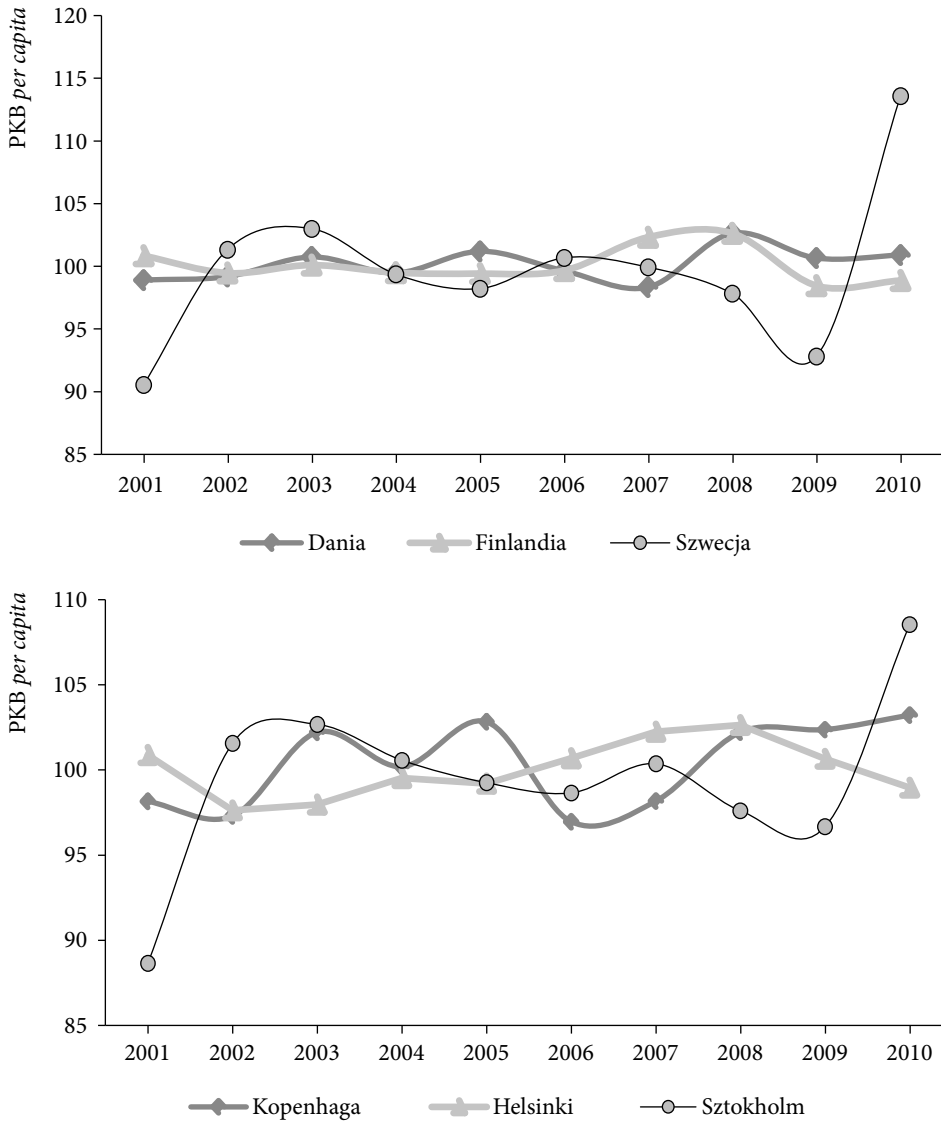 PKB per capita
120
115
110
105
100
95
90
85
2001 2002 2003 2004 2005 2006 2007 2008 2009 2010
Dania Finlandia Szwecja
PKB per capita
110
105
100
95
90
85
2001 2002 2003 2004 2005 2006 2007 2008 2009 2010
Kopenhaga Helsinki Sztokholm